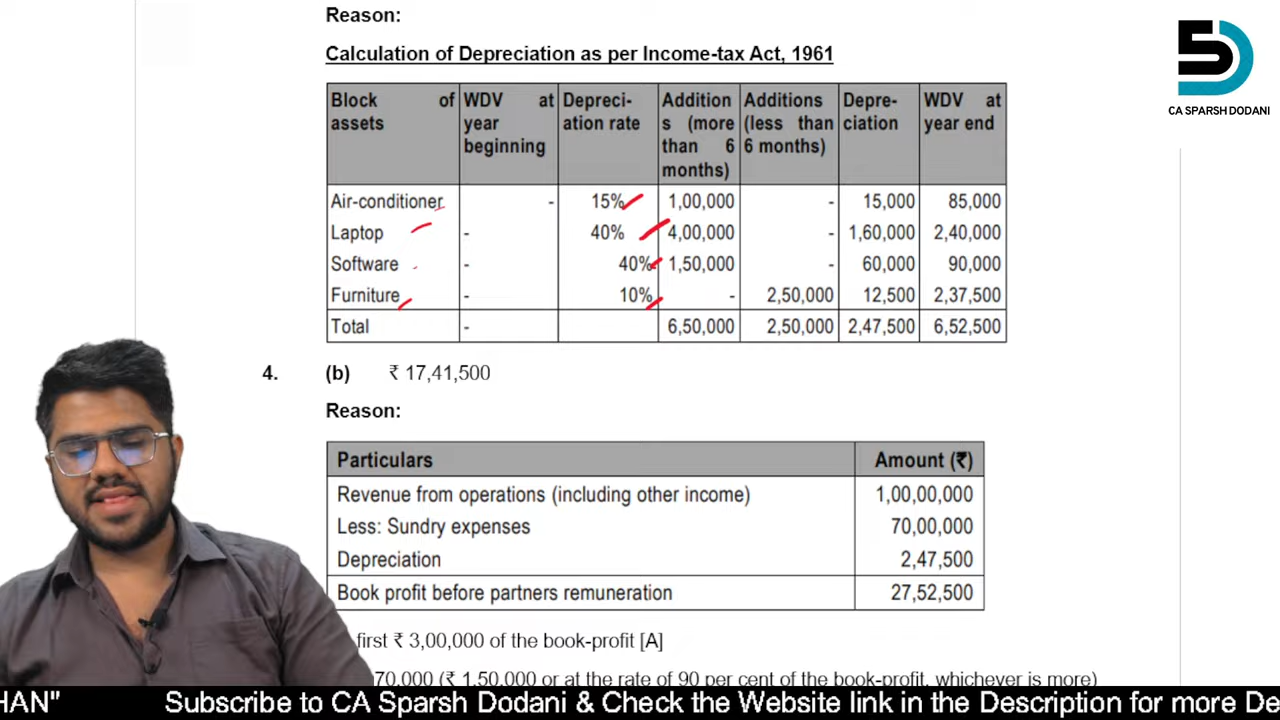 Reason:
CA SPARSH DODANI
Calculation of Depreciation as per Income-tax Act, 1961
Block of assets | WDV at year beginning | Depreci-ation rate | Additions (more than 6 months) | Additions (less than 6 months) | Depre-ciation | WDV at year end
Air-conditioner | - | 15% | 1,00,000 | - | 15,000 | 85,000
Laptop | - | 40% | 4,00,000 | - | 1,60,000 | 2,40,000
Software | - | 40% | 1,50,000 | - | 60,000 | 90,000
Furniture | - | 10% | - | 2,50,000 | 12,500 | 2,37,500
Total | - | | 6,50,000 | 2,50,000 | 2,47,500 | 6,52,500
4. (b) ₹ 17,41,500
Reason:
Particulars | Amount (₹)
Revenue from operations (including other income) | 1,00,00,000
Less: Sundry expenses | 70,00,000
Depreciation | 2,47,500
Book profit before partners remuneration | 27,52,500
first ₹ 3,00,000 of the book-profit [A]
70,000 (₹ 1,50,000 or at the rate of 90 per cent of the book-profit, whichever is more)
HAN" Subscribe to CA Sparsh Dodani & Check the Website link in the Description for more De